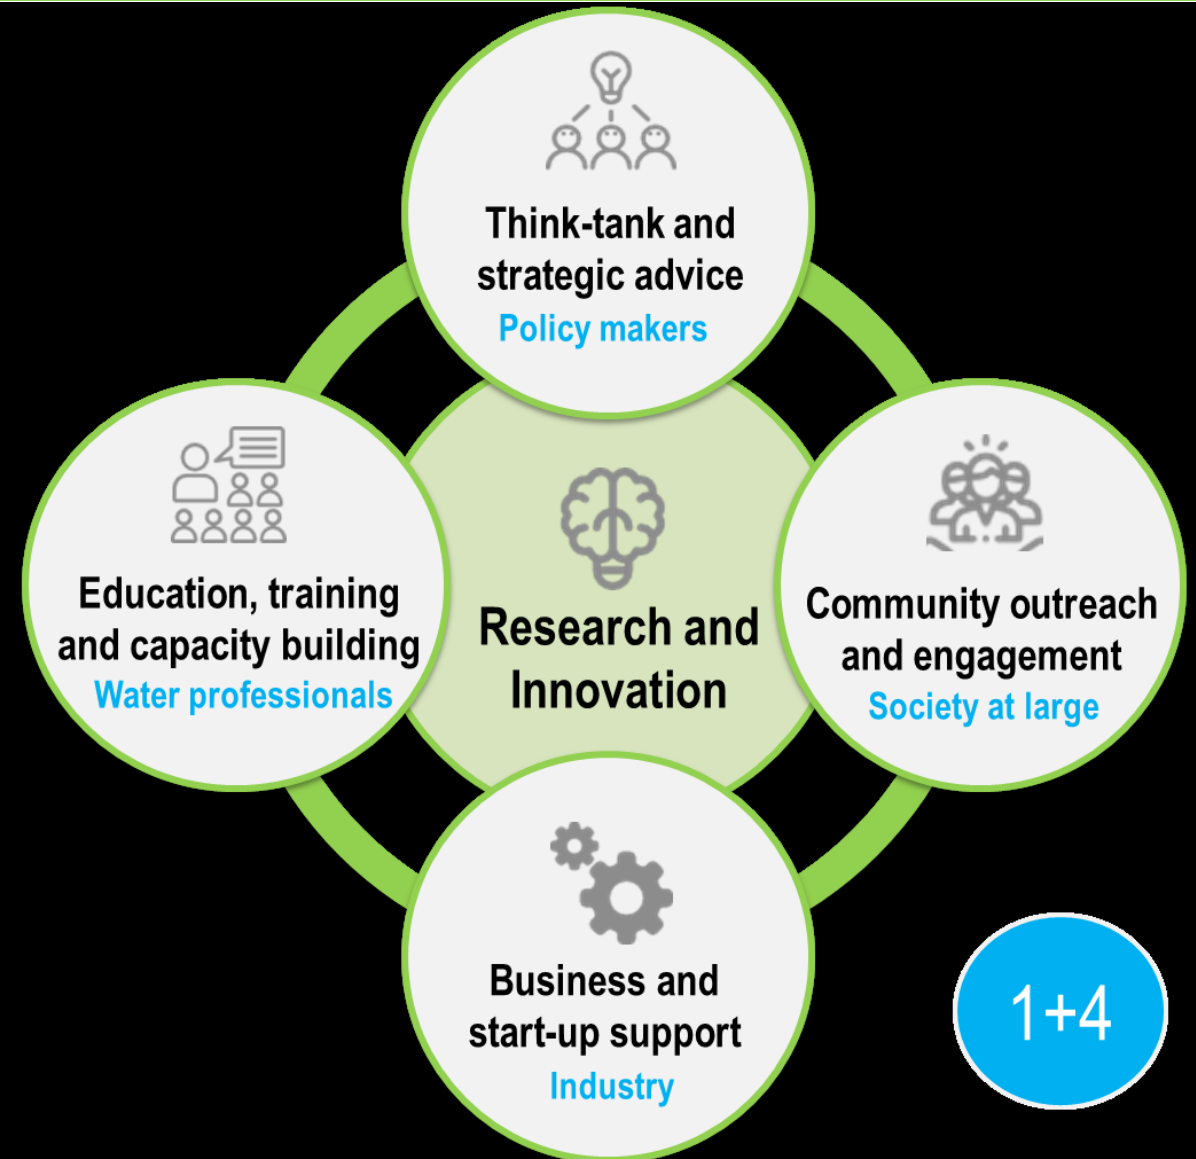 Think-tank and
strategic advice
Policy makers
Education, training
and capacity building
Water professionals
Research and
Innovation
Community outreach
and engagement
Society at large
Business and
start-up support
Industry
1+4